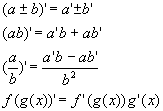 (a ± b)' = a'±b'
(ab)' = a'b + ab'
(a/b)' = (a'b − ab')/b²
f(g(x))' = f'(g(x))g'(x)